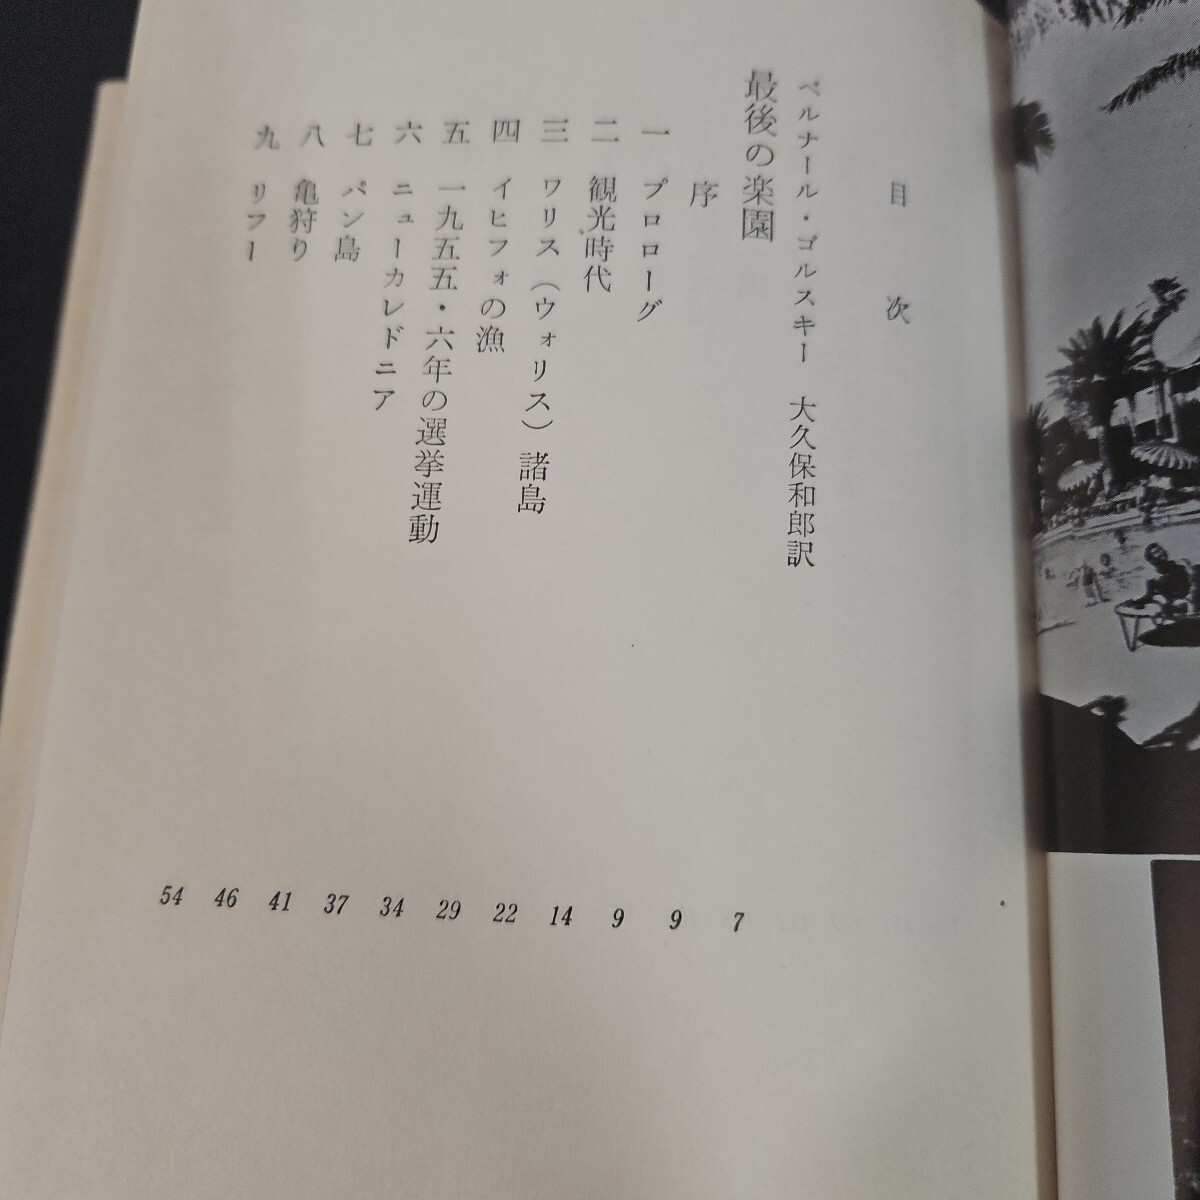 目次
ベルナール・ゴルスキー 大久保和郎訳
最後の楽園 7
序 9
一 プロローグ 9
二 観光時代 14
三 ワリス(ウォリス)諸島 22
四 イヒフォの漁 29
五 一九五五・六年の選挙運動 34
六 ニューカレドニア 37
七 パン島 41
八 亀狩り 46
九 リフー 54